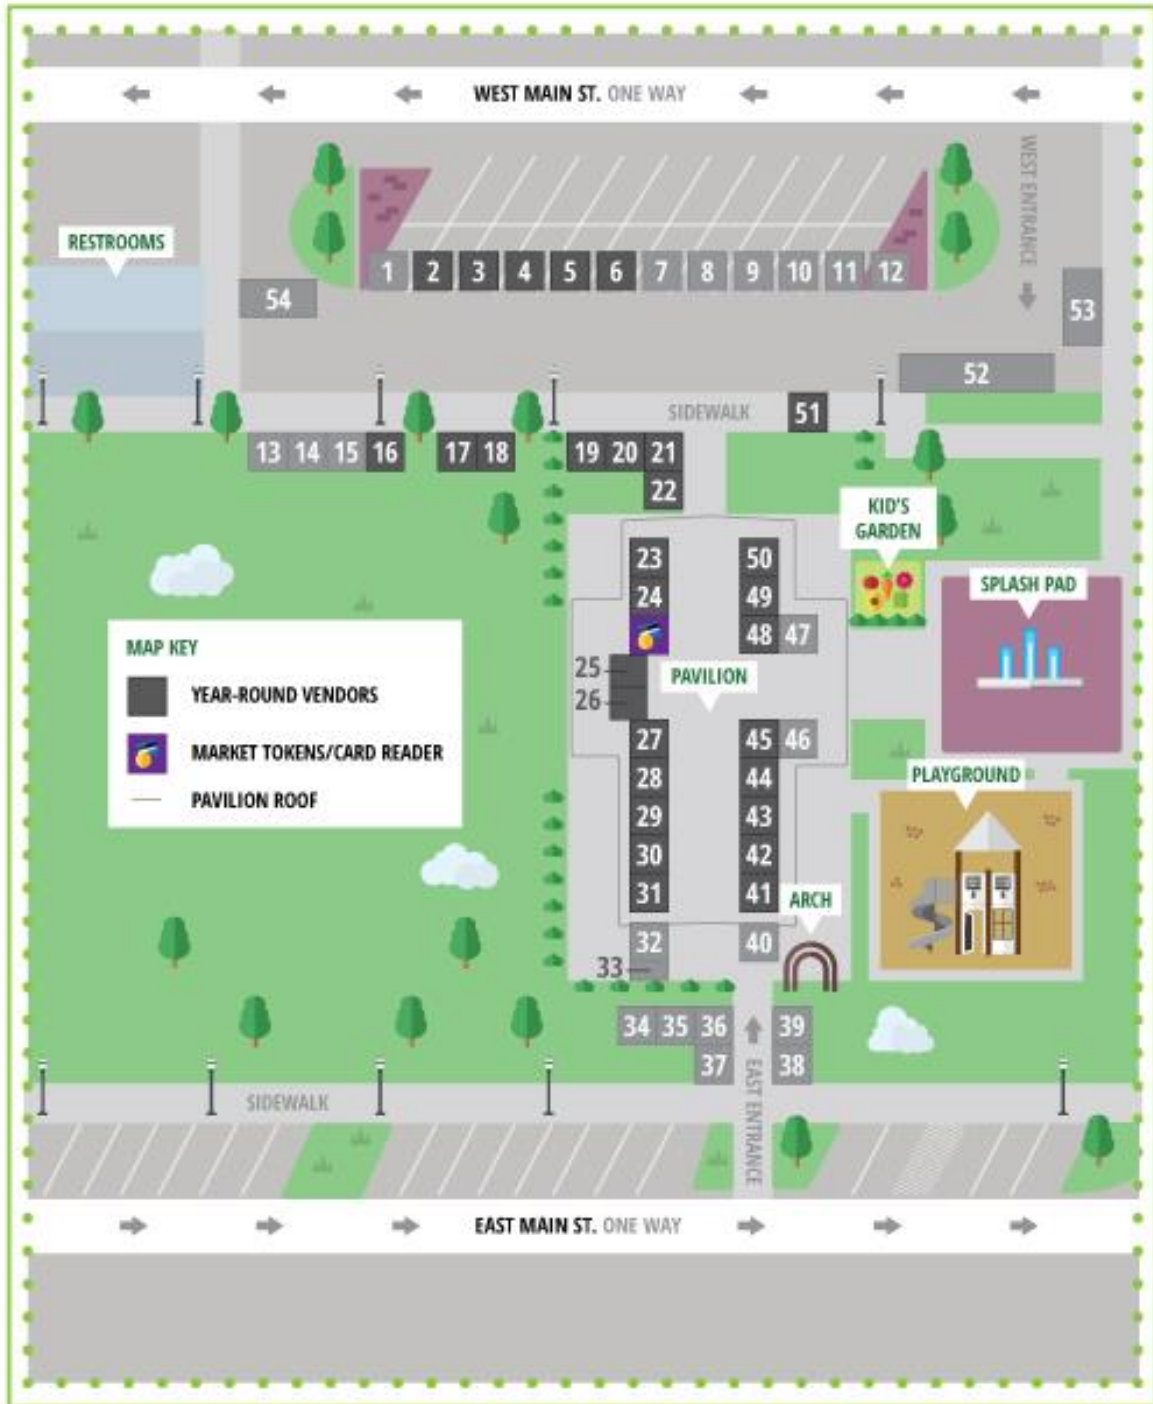 WEST MAIN ST. ONE WAY
WEST ENTRANCE
RESTROOMS
1 2 3 4 5 6 7 8 9 10 11 12
54
53
52
SIDEWALK
51
13 14 15 16 17 18 19 20 21
22
KID'S
GARDEN
23 50
24 49
48 47
SPLASH PAD
MAP KEY
YEAR-ROUND VENDORS
MARKET TOKENS/CARD READER
PAVILION ROOF
25
26
PAVILION
27 45 46
28 44
29 43
30 42
31 41
PLAYGROUND
ARCH
32 40
33
34 35 36 39
37 38
EAST ENTRANCE
SIDEWALK
EAST MAIN ST. ONE WAY